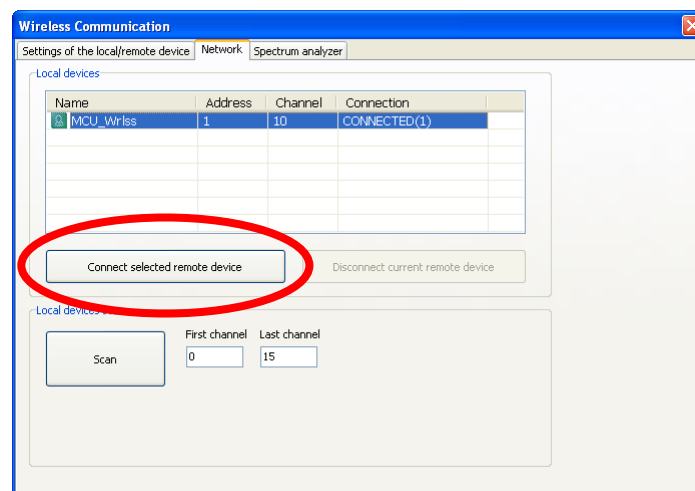 Wireless Communication
Settings of the local/remote device Network Spectrum analyzer
Local devices
Name Address Channel Connection
MCU_Wrlss 1 10 CONNECTED(1)
Connect selected remote device Disconnect current remote device
Local devices
First channel Last channel
Scan 0 15